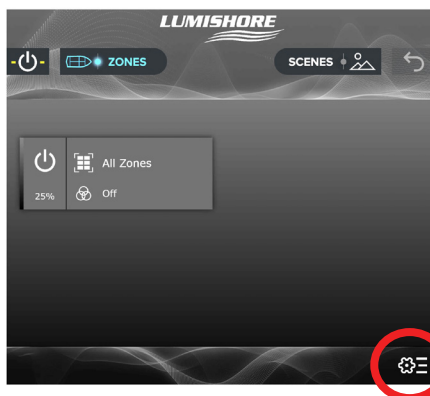 LUMISHORE
ZONES
SCENES
All Zones
25%
Off